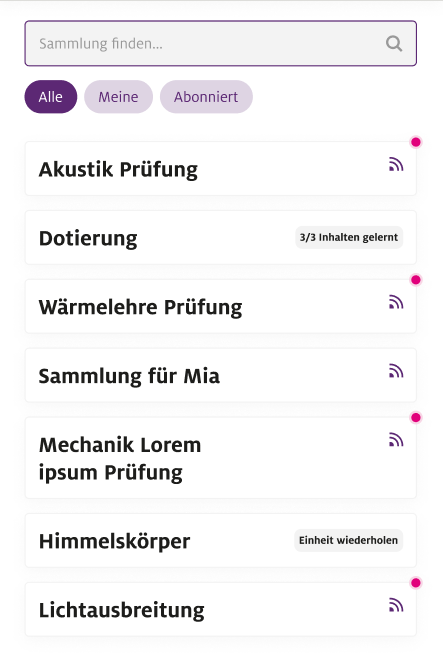 Sammlung finden...
Alle Meine Abonniert
Akustik Prüfung
Dotierung 3/3 Inhalten gelernt
Wärmelehre Prüfung
Sammlung für Mia
Mechanik Lorem
ipsum Prüfung
Himmelskörper Einheit wiederholen
Lichtausbreitung